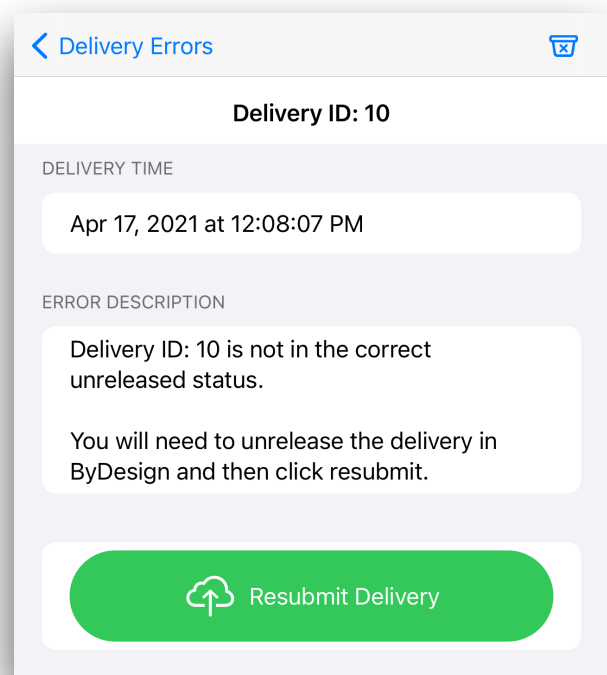 Delivery Errors
Delivery ID: 10
DELIVERY TIME
Apr 17, 2021 at 12:08:07 PM
ERROR DESCRIPTION
Delivery ID: 10 is not in the correct
unreleased status.
You will need to unrelease the delivery in
ByDesign and then click resubmit.
Resubmit Delivery